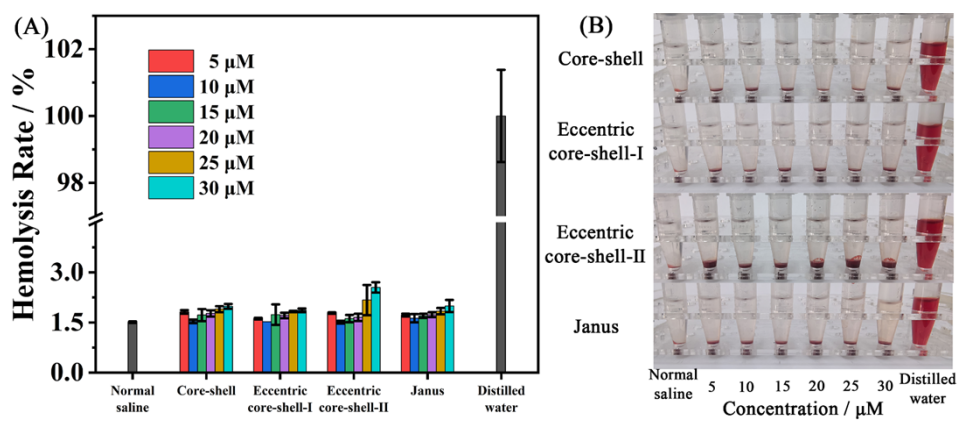 (A)
Hemolysis Rate / %
102
100
98
3.0
1.5
0.0
5 μM
10 μM
15 μM
20 μM
25 μM
30 μM
Normal
saline
Core-shell
Eccentric
core-shell-I
Eccentric
core-shell-II
Janus
Distilled
water
(B)
Core-shell
Eccentric
core-shell-I
Eccentric
core-shell-II
Janus
Normal
saline
5 10 15 20 25 30
Distilled
water
Concentration / μM